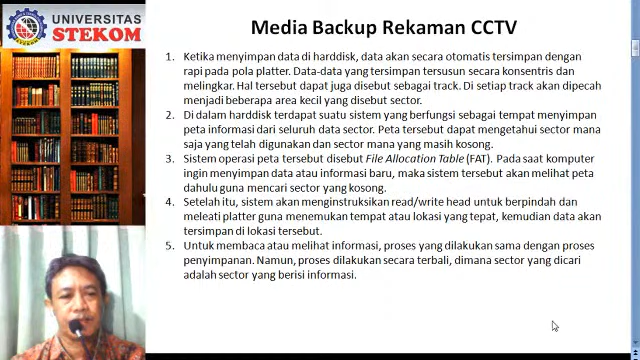 UNIVERSITAS
STEKOM
Media Backup Rekaman CCTV
1. Ketika menyimpan data di harddisk, data akan secara otomatis tersimpan dengan
rapi pada pola platter. Data-data yang tersimpan tersusun secara konsentris dan
melingkar. Hal tersebut dapat juga disebut sebagai track. Di setiap track akan dipecah
menjadi beberapa area kecil yang disebut sector.
2. Di dalam harddisk terdapat suatu sistem yang berfungsi sebagai tempat menyimpan
peta informasi dari seluruh data sector. Peta tersebut dapat mengetahui sector mana
saja yang telah digunakan dan sector mana yang masih kosong.
3. Sistem operasi peta tersebut disebut File Allocation Table (FAT). Pada saat komputer
ingin menyimpan data atau informasi baru, maka sistem tersebut akan melihat peta
dahulu guna mencari sector yang kosong.
4. Setelah itu, sistem akan menginstruksikan read/write head untuk berpindah dan
meleati platter guna menemukan tempat atau lokasi yang tepat, kemudian data akan
tersimpan di lokasi tersebut.
5. Untuk membaca atau melihat informasi, proses yang dilakukan sama dengan proses
penyimpanan. Namun, proses dilakukan secara terbali, dimana sector yang dicari
adalah sector yang berisi informasi.